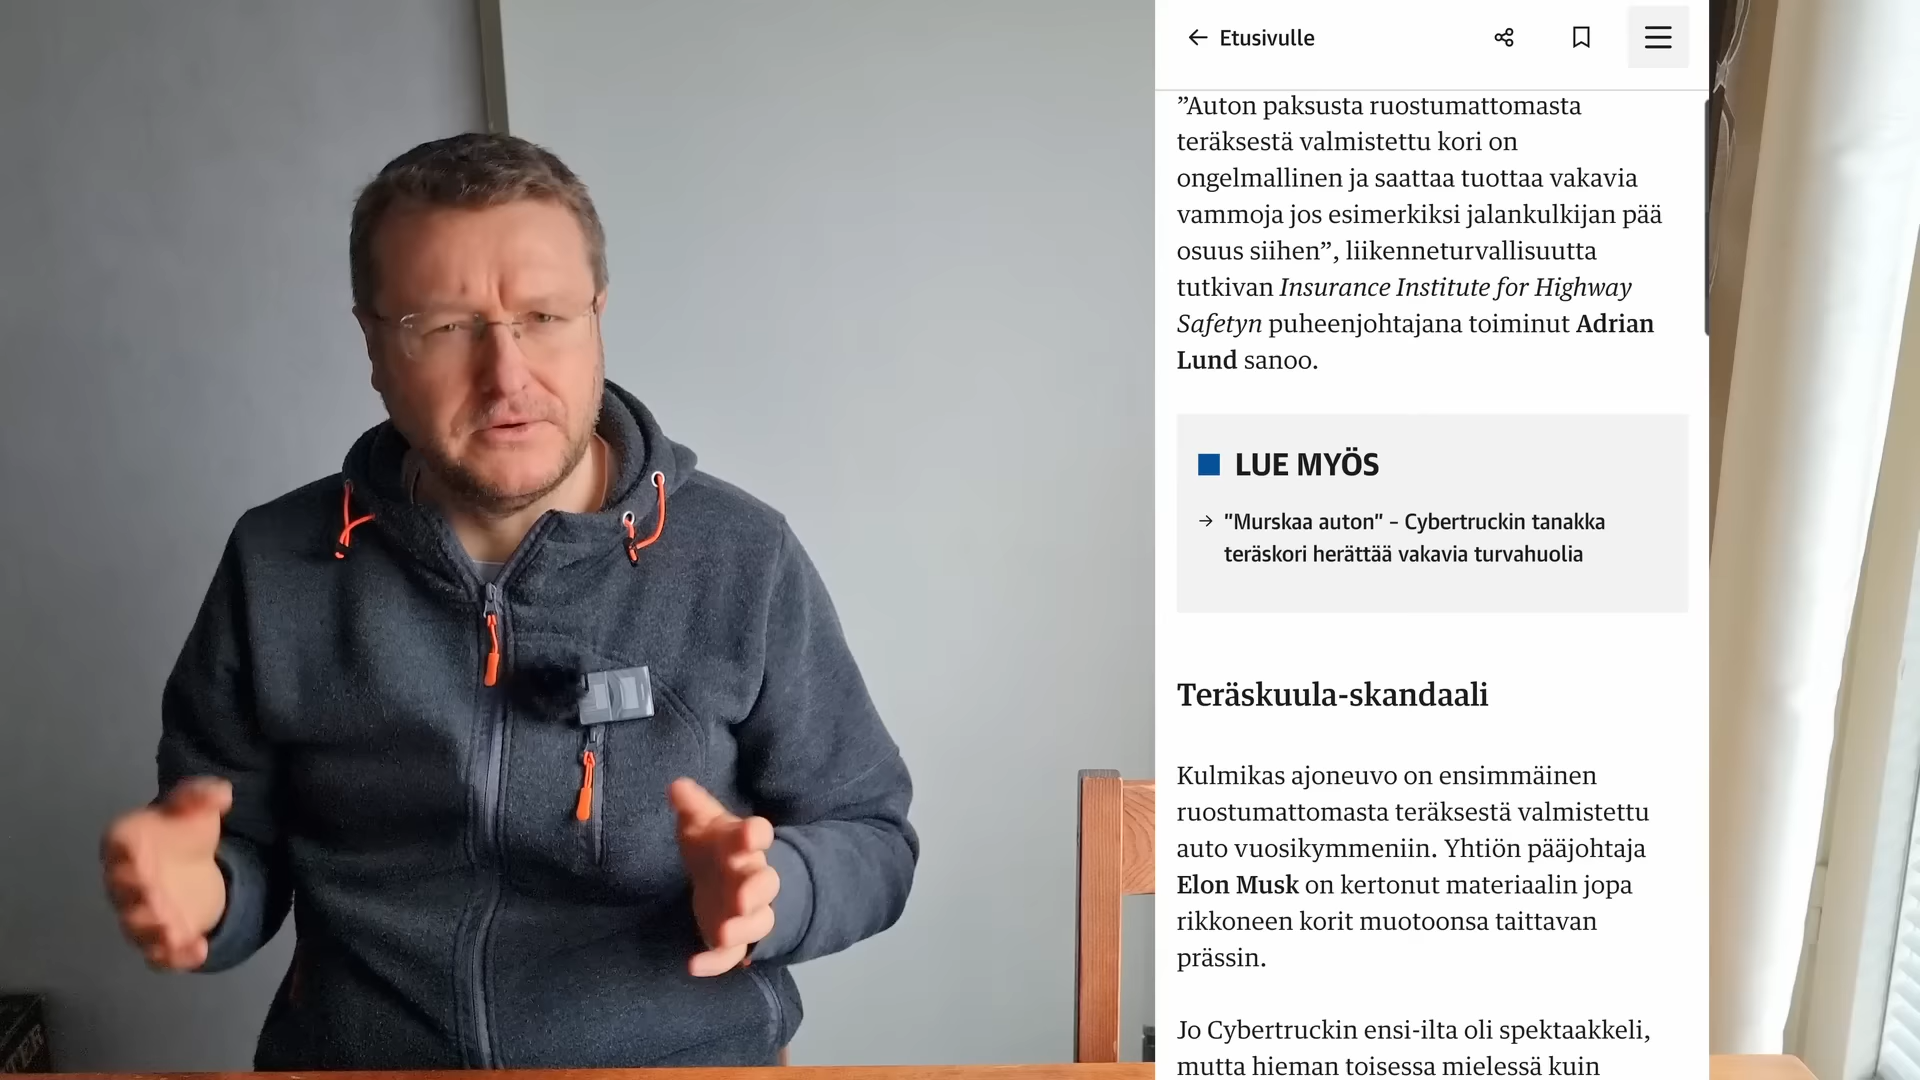 Etusivulle
”Auton paksusta ruostumattomasta
teräksestä valmistettu kori on
ongelmallinen ja saattaa tuottaa vakavia
vammoja jos esimerkiksi jalankulkijan pää
osuus siihen”, liikenneturvallisuutta
tutkivan Insurance Institute for Highway
Safetyn puheenjohtajana toiminut Adrian
Lund sanoo.
LUE MYÖS
”Murskaa auton” – Cybertruckin tanakka
teräskori herättää vakavia turvahuolia
Teräskuula-skandaali
Kulmikas ajoneuvo on ensimmäinen
ruostumattomasta teräksestä valmistettu
auto vuosikymmeniin. Yhtiön pääjohtaja
Elon Musk on kertonut materiaalin jopa
rikkoneen korit muotoonsa taittavan
prässin.
Jo Cybertruckin ensi-ilta oli spektaakkeli,
mutta hieman toisessa mielessä kuin